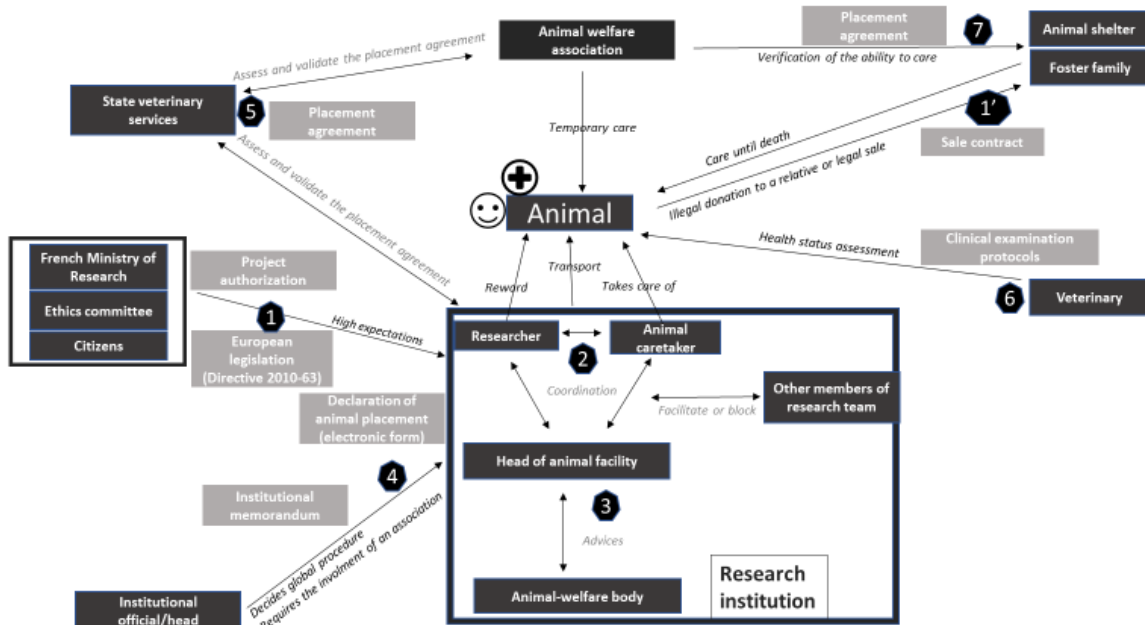 Animal welfare
association
Placement
agreement
7
Animal shelter
Foster family
Verification of the ability to care
Assess and validate the placement agreement
State veterinary
services
5
Placement
agreement
Temporary care
1'
Sale contract
Care until death
Illegal donation to a relative or legal sale
Assess and validate the placement agreement
Animal
Health status assessment
Clinical examination
protocols
6
Veterinary
French Ministry of
Research
Ethics committee
Citizens
Project
authorization
1
High expectations
European
legislation
(Directive 2010-63)
Reward
Transport
Takes care of
Researcher
2
Animal
caretaker
Coordination
Other members of
research team
Facilitate or block
Declaration of
animal placement
(electronic form)
4
Institutional
memorandum
Head of animal facility
3
Advices
Animal-welfare body
Research
institution
Decides global procedure
Requires the involment of an association
Institutional
official/head